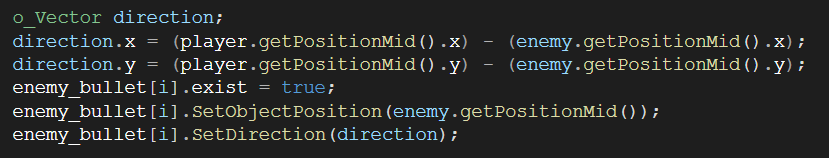 o_Vector direction;
direction.x = (player.getPositionMid().x) - (enemy.getPositionMid().x);
direction.y = (player.getPositionMid().y) - (enemy.getPositionMid().y);
enemy_bullet[i].exist = true;
enemy_bullet[i].SetObjectPosition(enemy.getPositionMid());
enemy_bullet[i].SetDirection(direction);